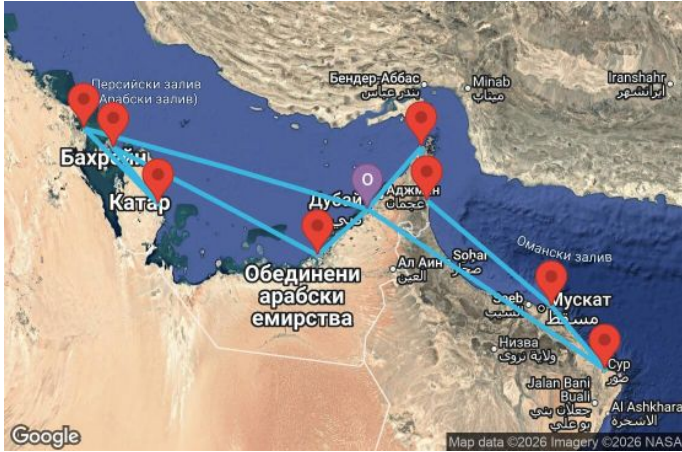 Персийски залив
(Арабски залив)
Бендер-Аббас
بندر عباس
Minab
میناب
Iranshahr
ایرانشهر
Бахрейн
Катар
O
Дубай
دبي
Аджман
عجمان
Обединени
арабски
емирства
Ал Аин
العين
Sohar
صحار
Омански залив
Seeb
السيب
Мускат
مسقط
Низва
ولاية نزوى
Сур
صور
Jalan Bani
Buali
جعلان بني
بو علي
Al Ashkhara
الاشخرة
Google
Map data ©2026 Imagery ©2026 NASA